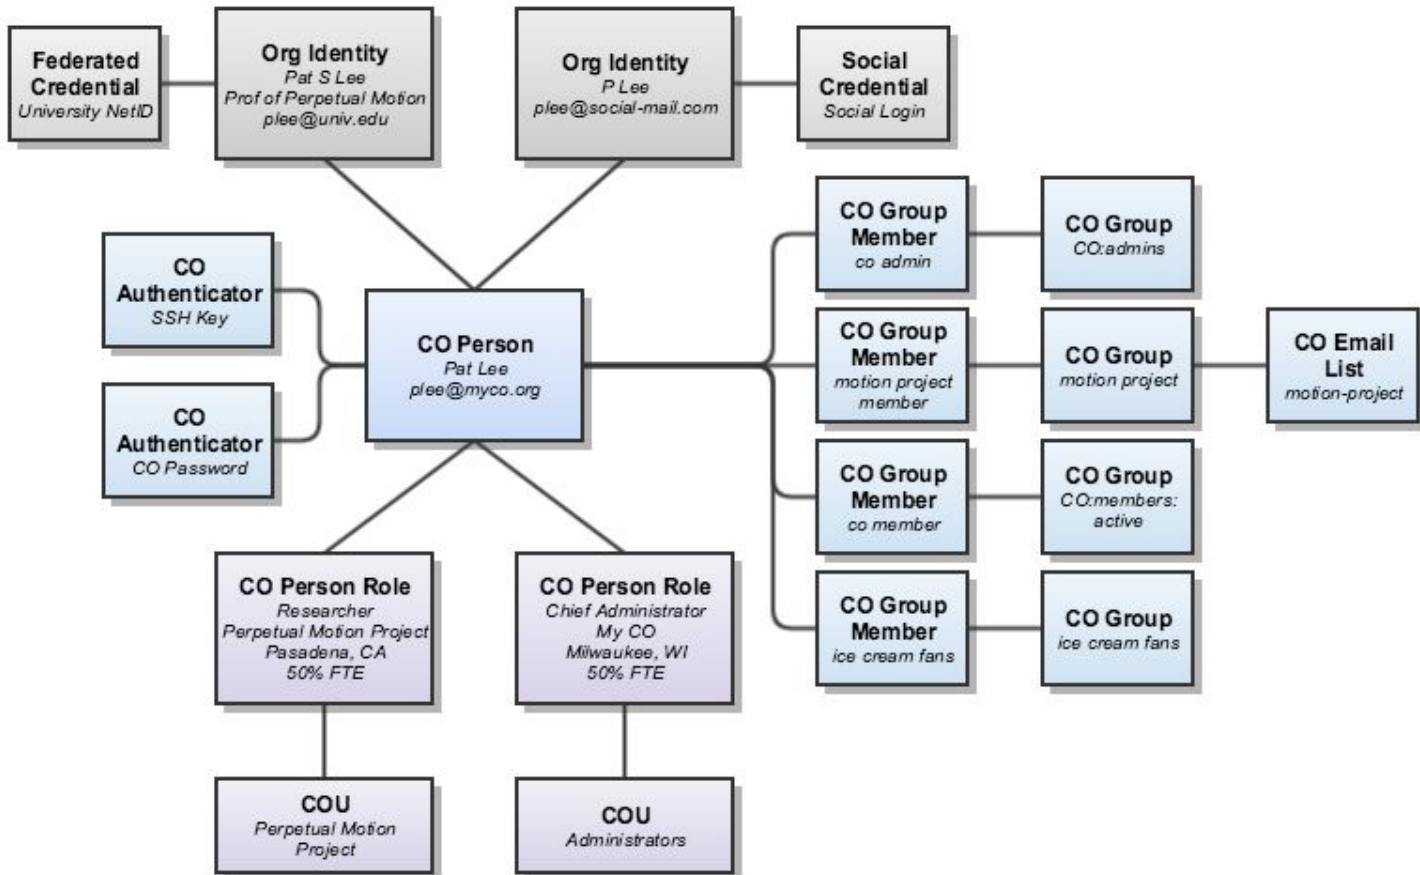 Federated
Credential
University NetID
Org Identity
Pat S Lee
Prof of Perpetual Motion
plee@univ.edu
Org Identity
P Lee
plee@social-mail.com
Social
Credential
Social Login
CO
Authenticator
SSH Key
CO
Authenticator
CO Password
CO Person
Pat Lee
plee@myco.org
CO Group
Member
co admin
CO Group
CO:admins
CO Group
Member
motion project
member
CO Group
motion project
CO Email
List
motion-project
CO Group
Member
co member
CO Group
CO:members:
active
CO Group
Member
ice cream fans
CO Group
ice cream fans
CO Person Role
Researcher
Perpetual Motion Project
Pasadena, CA
50% FTE
CO Person Role
Chief Administrator
My CO
Milwaukee, WI
50% FTE
COU
Perpetual Motion
Project
COU
Administrators